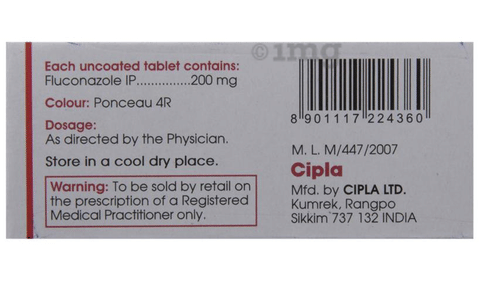 ©1mg
Each uncoated tablet contains:
Fluconazole IP...............200 mg
Colour: Ponceau 4R
Dosage:
As directed by the Physician.
Store in a cool dry place.
Warning: To be sold by retail on
the prescription of a Registered
Medical Practitioner only.
8 901117 224360
M. L. M/447/2007
Cipla
Mfd. by CIPLA LTD.
Kumrek, Rangpo
Sikkim 737 132 INDIA